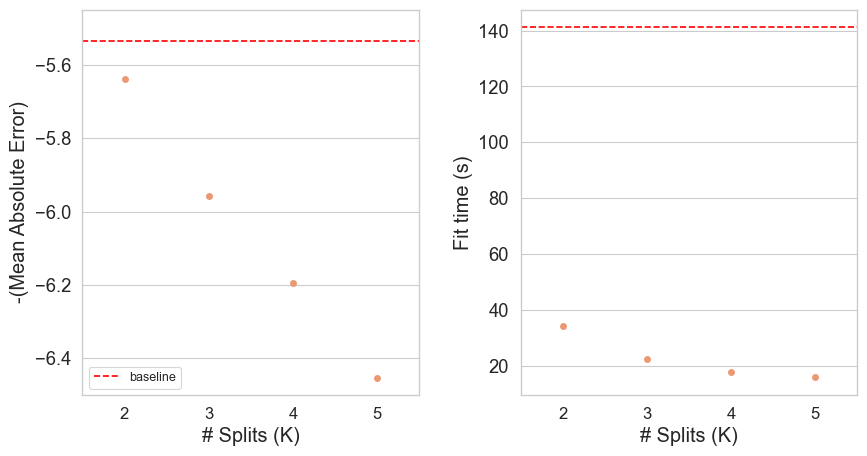 -(Mean Absolute Error)
−5.6
−5.8
−6.0
−6.2
−6.4
baseline
2 3 4 5
# Splits (K)
Fit time (s)
140
120
100
80
60
40
20
2 3 4 5
# Splits (K)